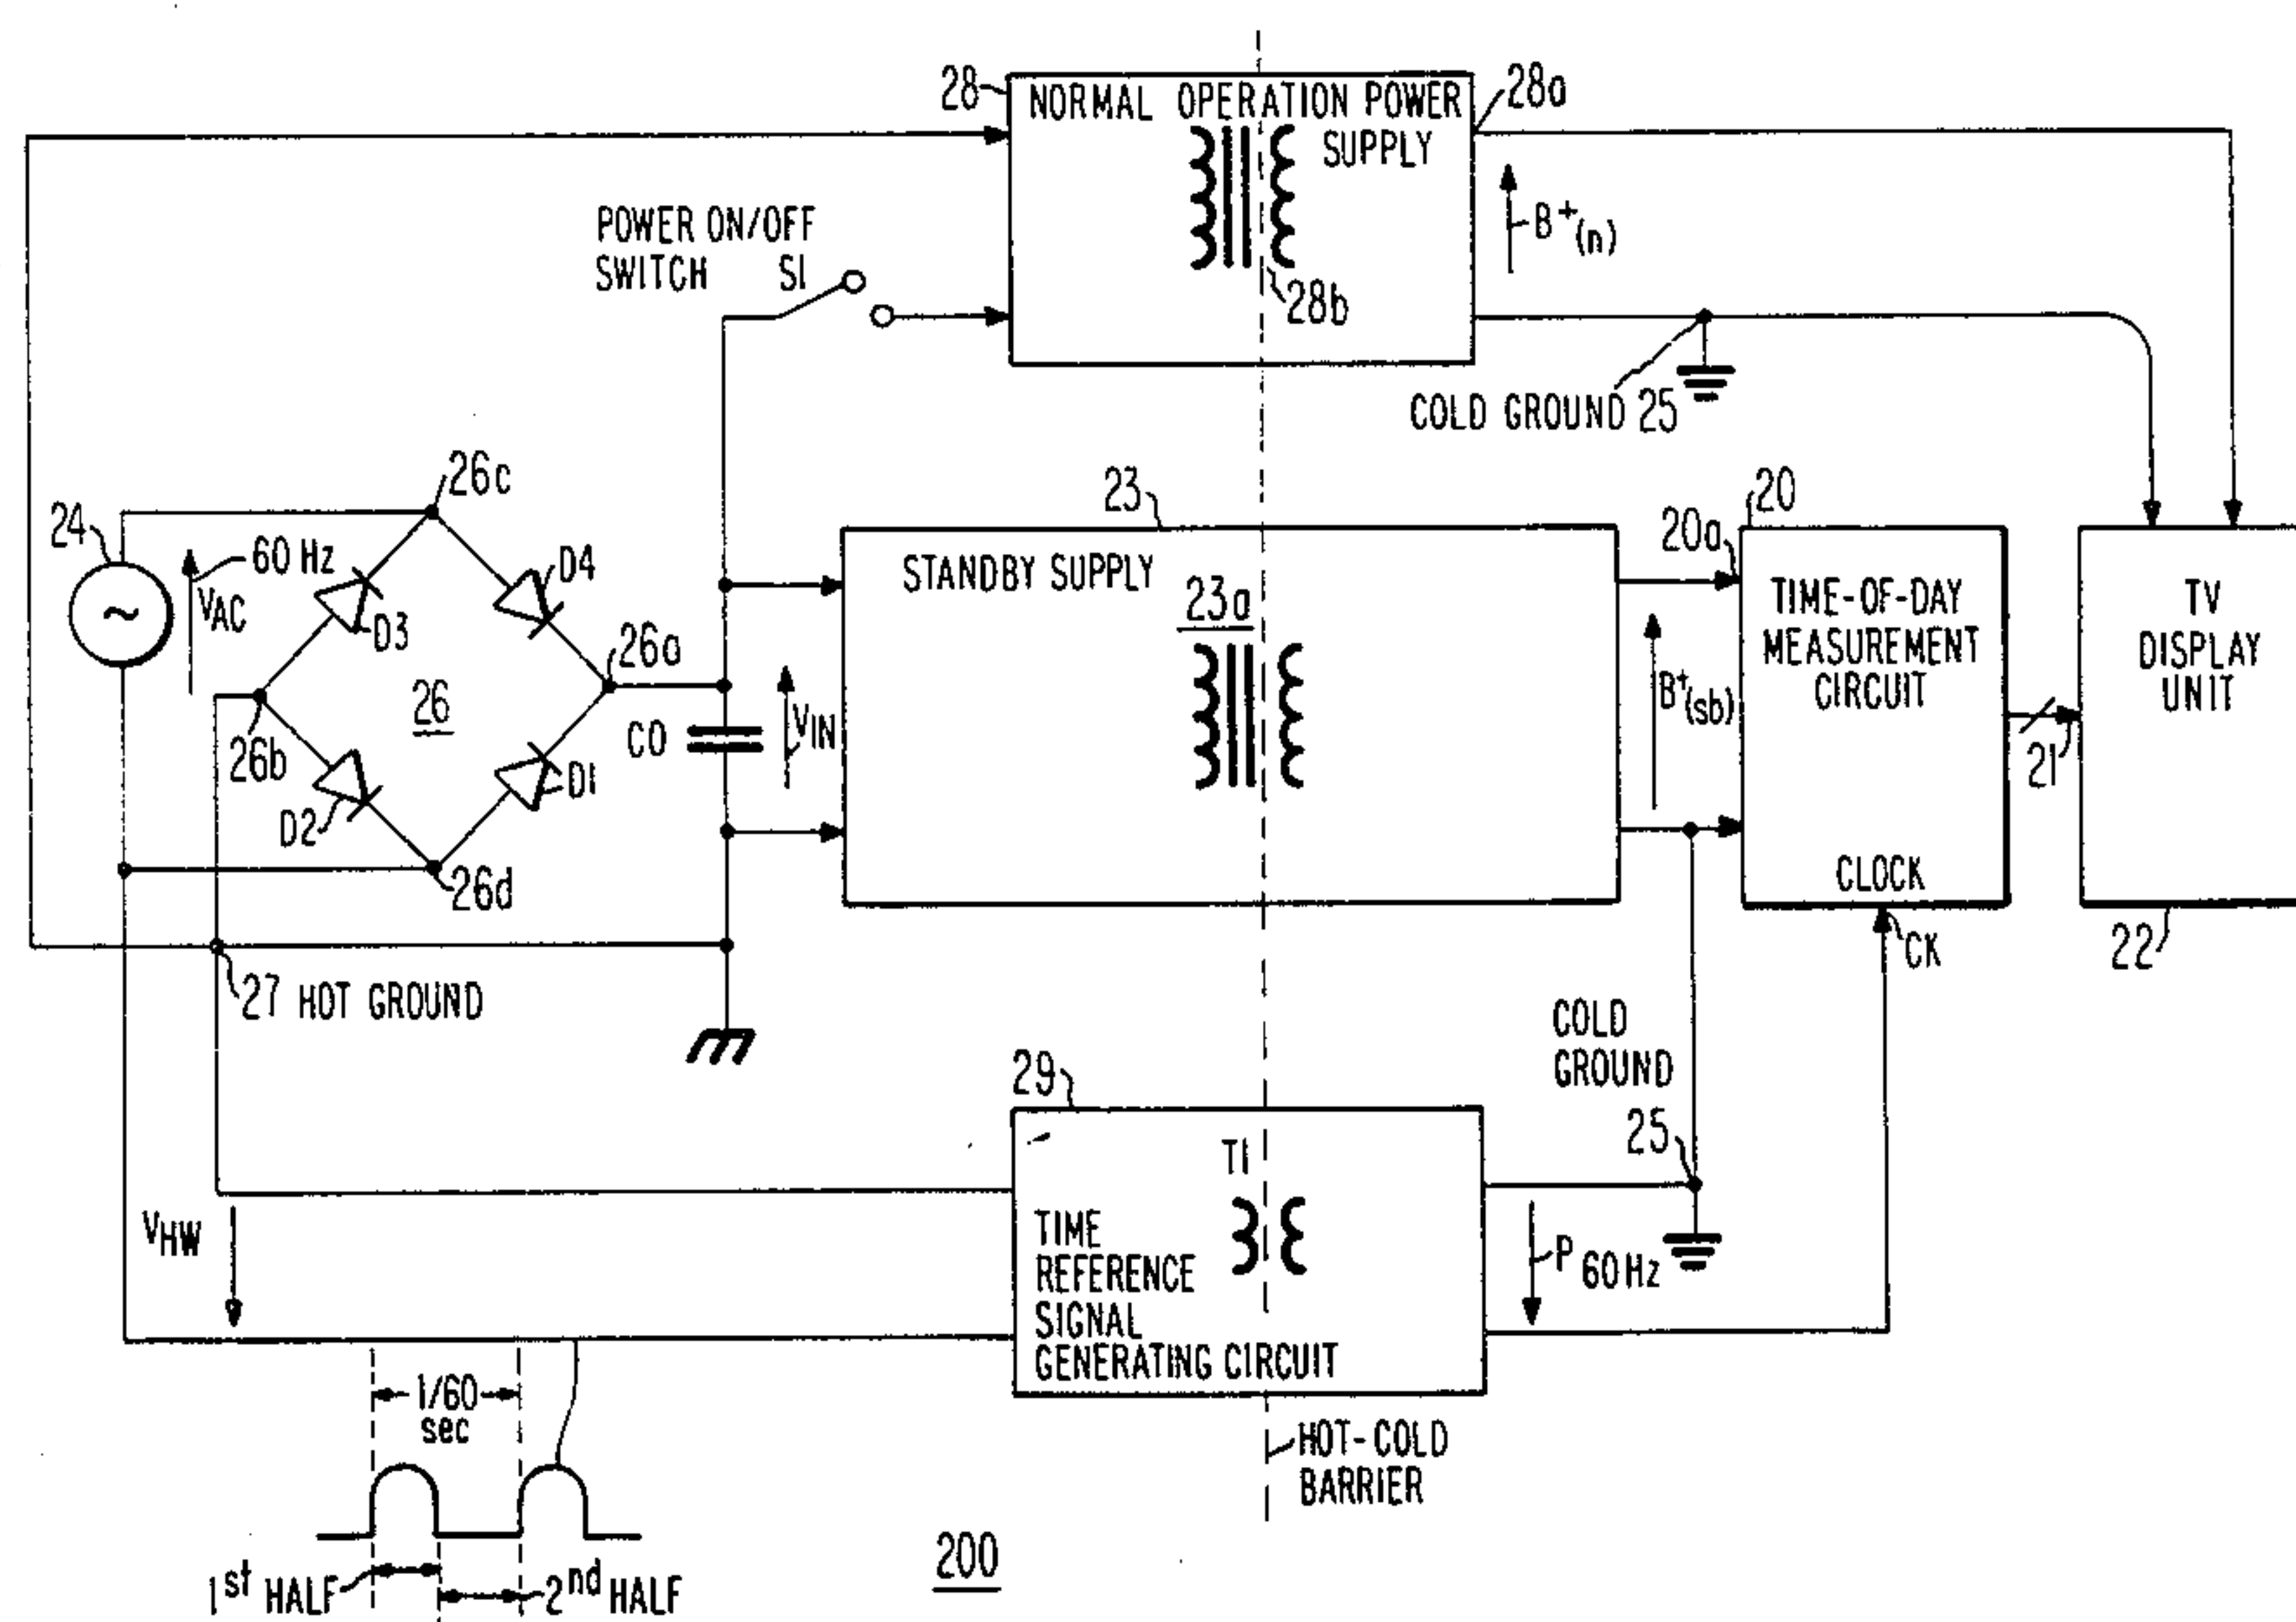 28
NORMAL OPERATION POWER
SUPPLY
28a
POWER ON/OFF
SWITCH S1
28b
B+(n)
COLD GROUND 25
24
60 Hz
VAC
26c
D4
D3
26
26a
26b
D2
D1
26d
CO
VIN
23
STANDBY SUPPLY
23a
20a
20
B+(sb)
TIME-OF-DAY
MEASUREMENT
CIRCUIT
CLOCK
CK
21
TV
DISPLAY
UNIT
22
27 HOT GROUND
COLD
GROUND
25
29
T1
TIME
REFERENCE
SIGNAL
GENERATING CIRCUIT
P 60 Hz
VHW
1/60
sec
1st HALF
2nd HALF
HOT-COLD
BARRIER
200